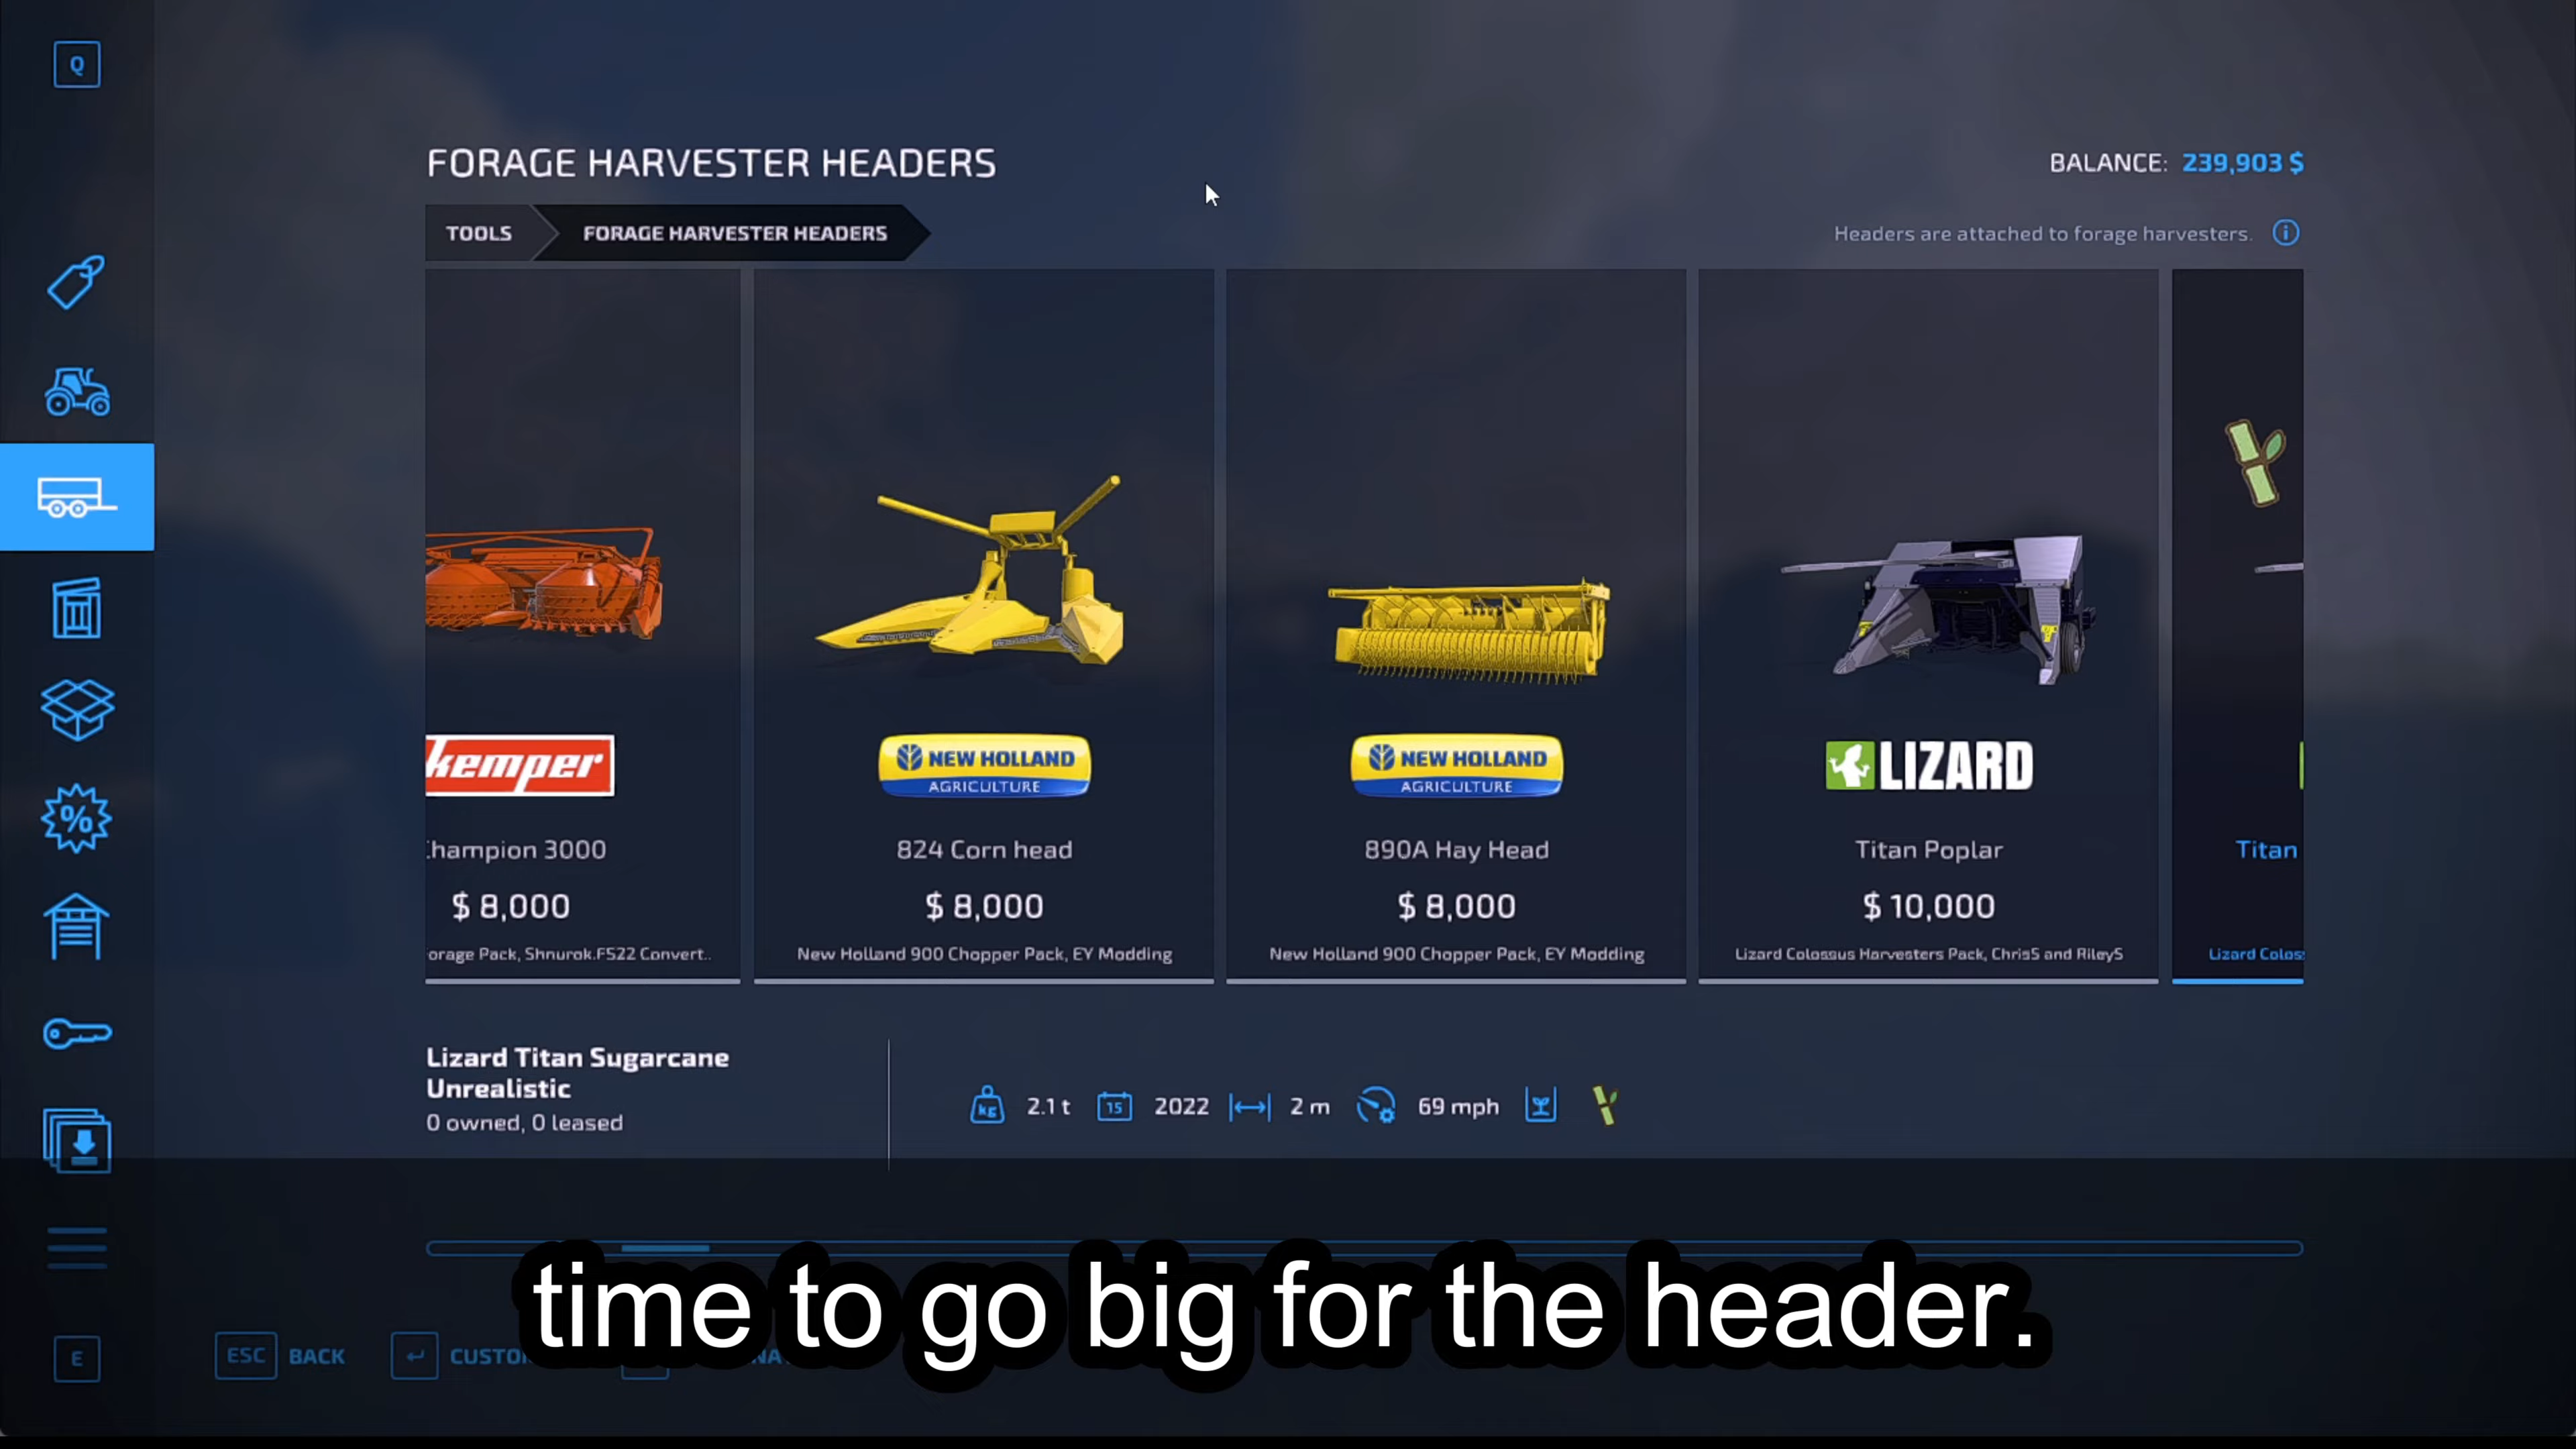 Q
FORAGE HARVESTER HEADERS
BALANCE: 239,903 $
TOOLS
FORAGE HARVESTER HEADERS
Headers are attached to forage harvesters.
kemper
NEW HOLLAND
AGRICULTURE
NEW HOLLAND
AGRICULTURE
LIZARD
hampion 3000
824 Corn head
890A Hay Head
Titan Poplar
Titan
$ 8,000
$ 8,000
$ 8,000
$ 10,000
orage Pack, Shnurok.FS22 Convert..
New Holland 900 Chopper Pack, EY Modding
New Holland 900 Chopper Pack, EY Modding
Lizard Colossus Harvesters Pack, ChrisS and RileyS
Lizard Colos
Lizard Titan Sugarcane
Unrealistic
0 owned, 0 leased
kg 2.1 t 15 2022 2 m 69 mph
time to go big for the header.
E
ESC BACK
CUSTO